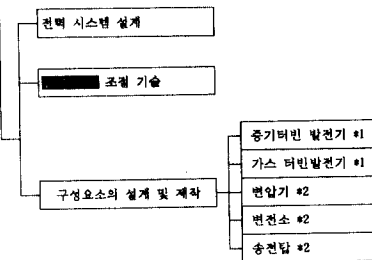 전력 시스템 설계
조절 기술
구성요소의 설계 및 제작
증기터빈 발전기 *1
가스 터빈발전기 *1
변압기 *2
변전소 *2
송전탑 *2